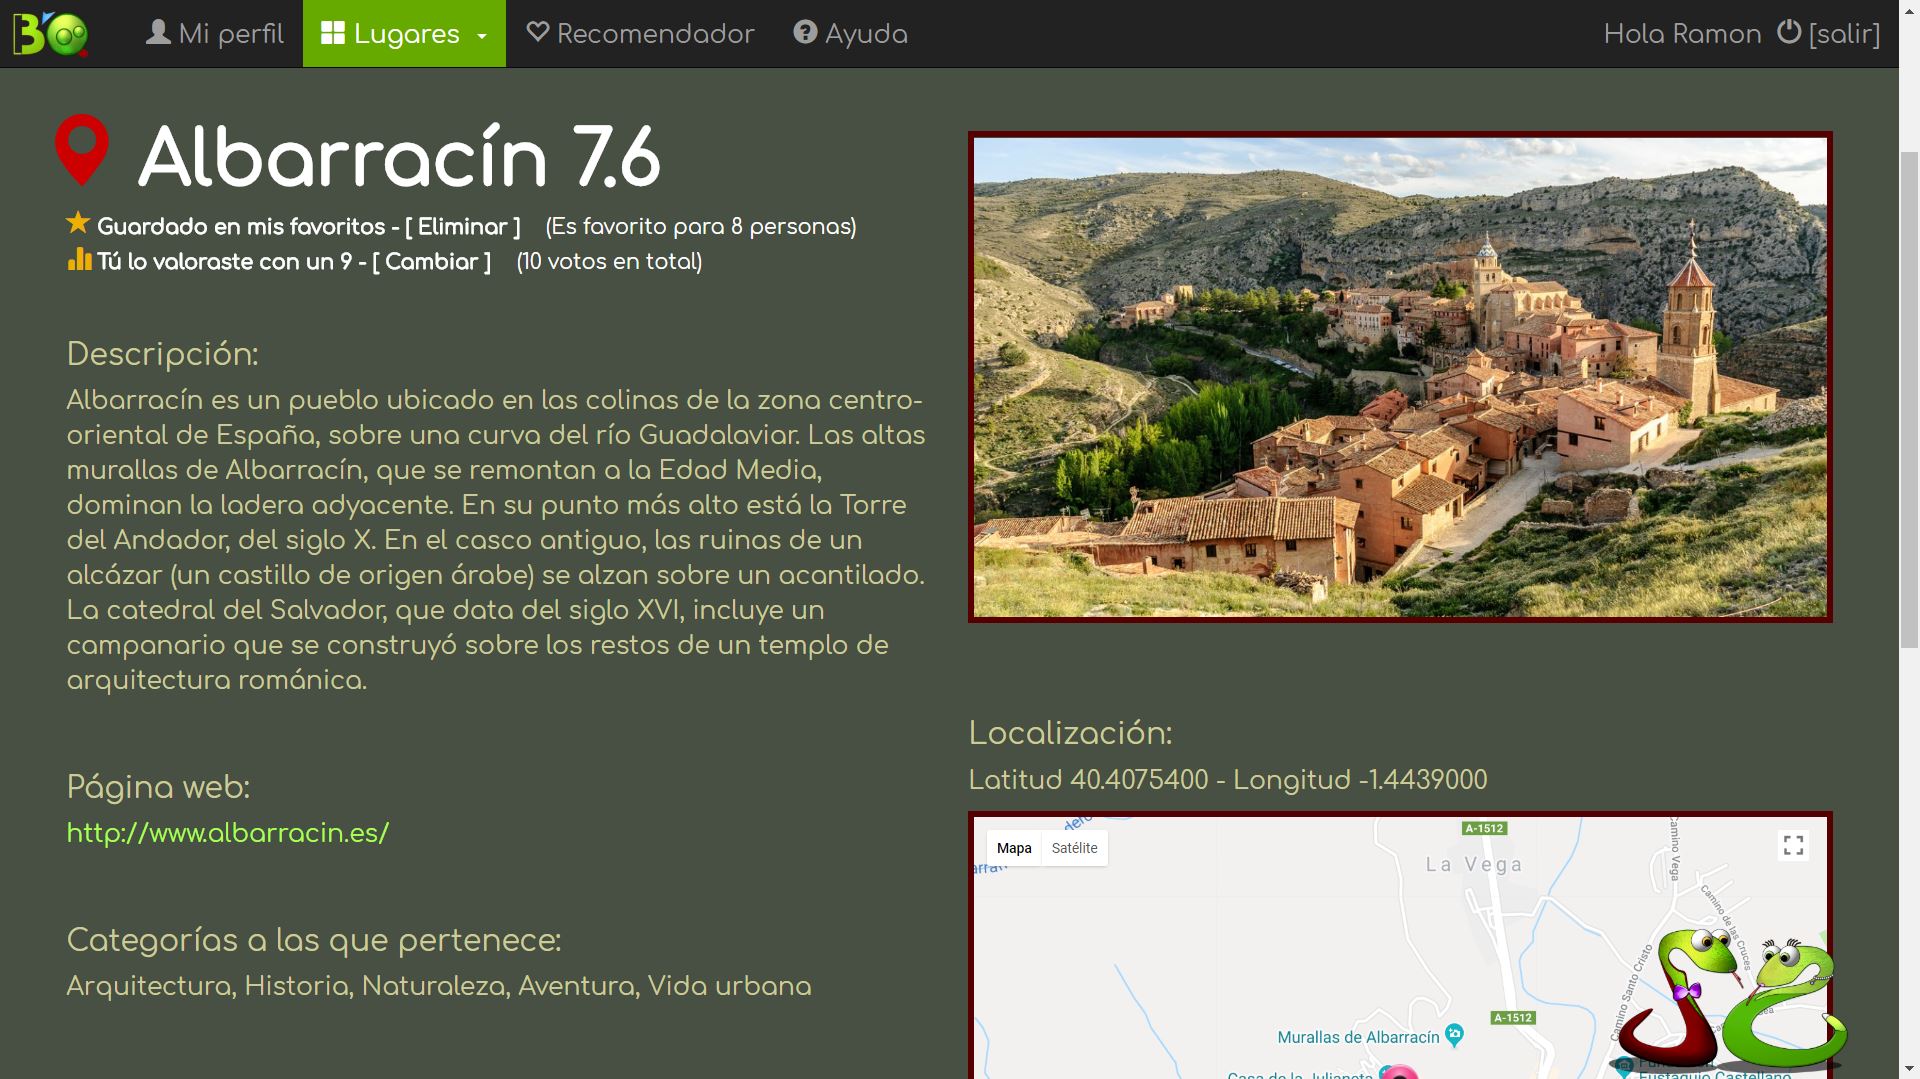 Mi perfil
Lugares
Recomendador
Ayuda
Hola Ramon [salir]
Albarracín 7.6
Guardado en mis favoritos - [ Eliminar ] (Es favorito para 8 personas)
Tú lo valoraste con un 9 - [ Cambiar ] (10 votos en total)
Descripción:
Albarracín es un pueblo ubicado en las colinas de la zona centro-
oriental de España, sobre una curva del río Guadalaviar. Las altas
murallas de Albarracín, que se remontan a la Edad Media,
dominan la ladera adyacente. En su punto más alto está la Torre
del Andador, del siglo X. En el casco antiguo, las ruinas de un
alcázar (un castillo de origen árabe) se alzan sobre un acantilado.
La catedral del Salvador, que data del siglo XVI, incluye un
campanario que se construyó sobre los restos de un templo de
arquitectura románica.
Página web:
http://www.albarracin.es/
Categorías a las que pertenece:
Arquitectura, Historia, Naturaleza, Aventura, Vida urbana
Localización:
Latitud 40.4075400 - Longitud -1.4439000
Mapa
Satélite
A-1512
La Vega
Camino Vega
Camino de las Cruces
Camino Santo Cristo
A-1512
Murallas de Albarracín
Casa de la Julianeta
Eustaquio Castellano